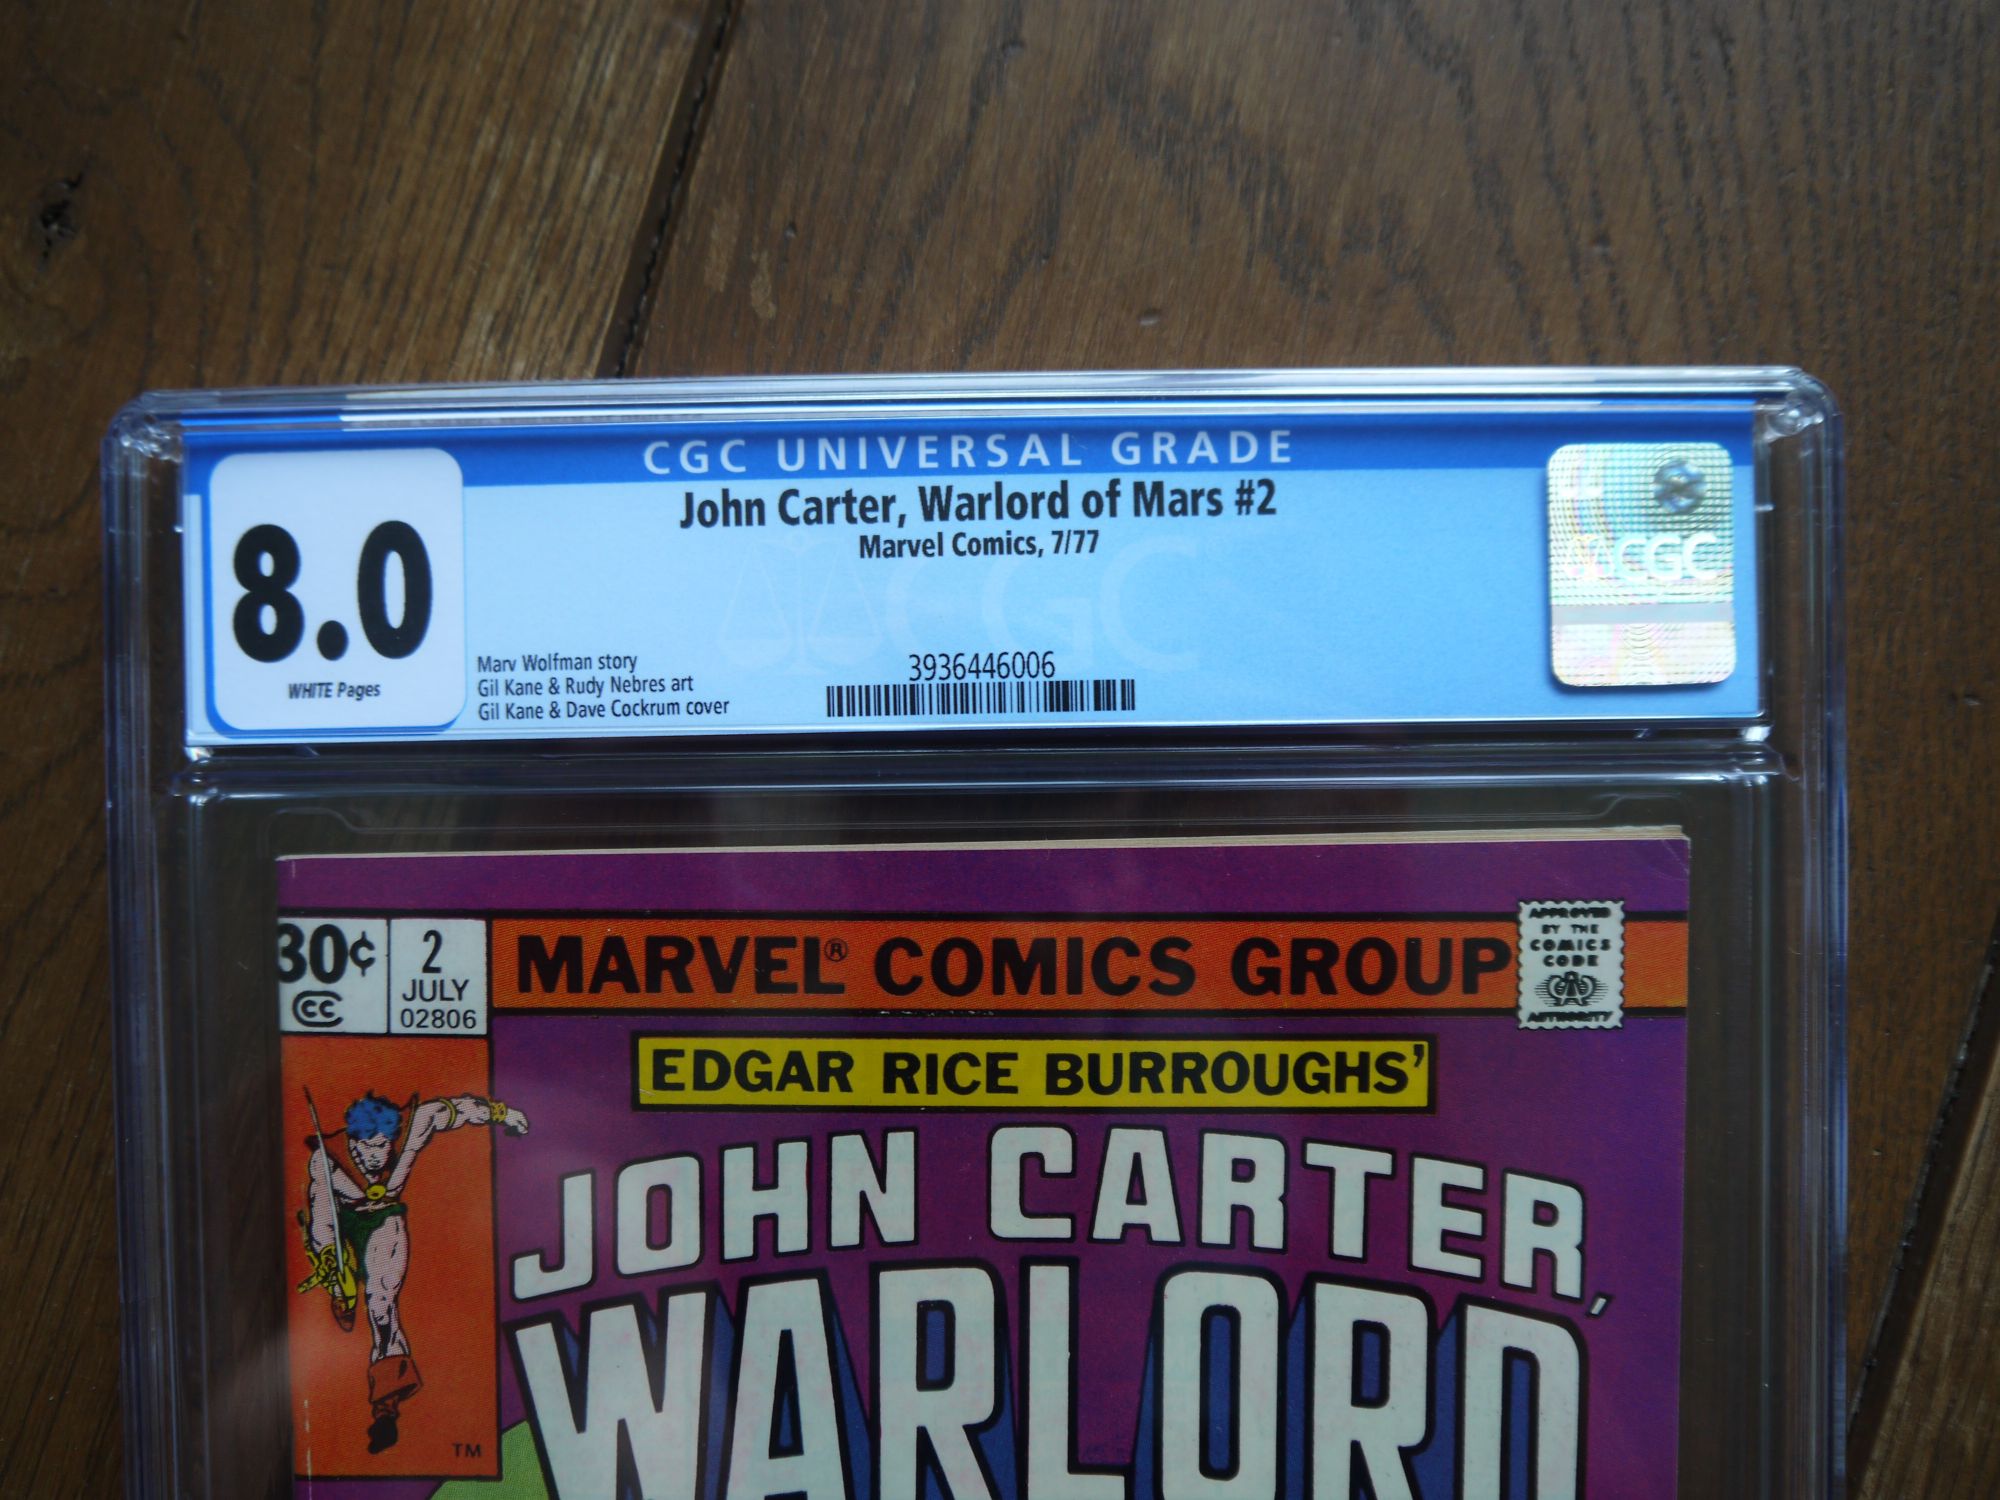 CGC UNIVERSAL GRADE
8.0
WHITE Pages
John Carter, Warlord of Mars #2
Marvel Comics, 7/77
Marv Wolfman story
Gil Kane & Rudy Nebres art
Gil Kane & Dave Cockrum cover
3936446006
CGC
CGC
30¢
CC
2
JULY
02806
MARVEL® COMICS GROUP
APPROVED
BY THE
COMICS
CODE
AUTHORITY
EDGAR RICE BURROUGHS'
JOHN CARTER,
WARLORD
TM